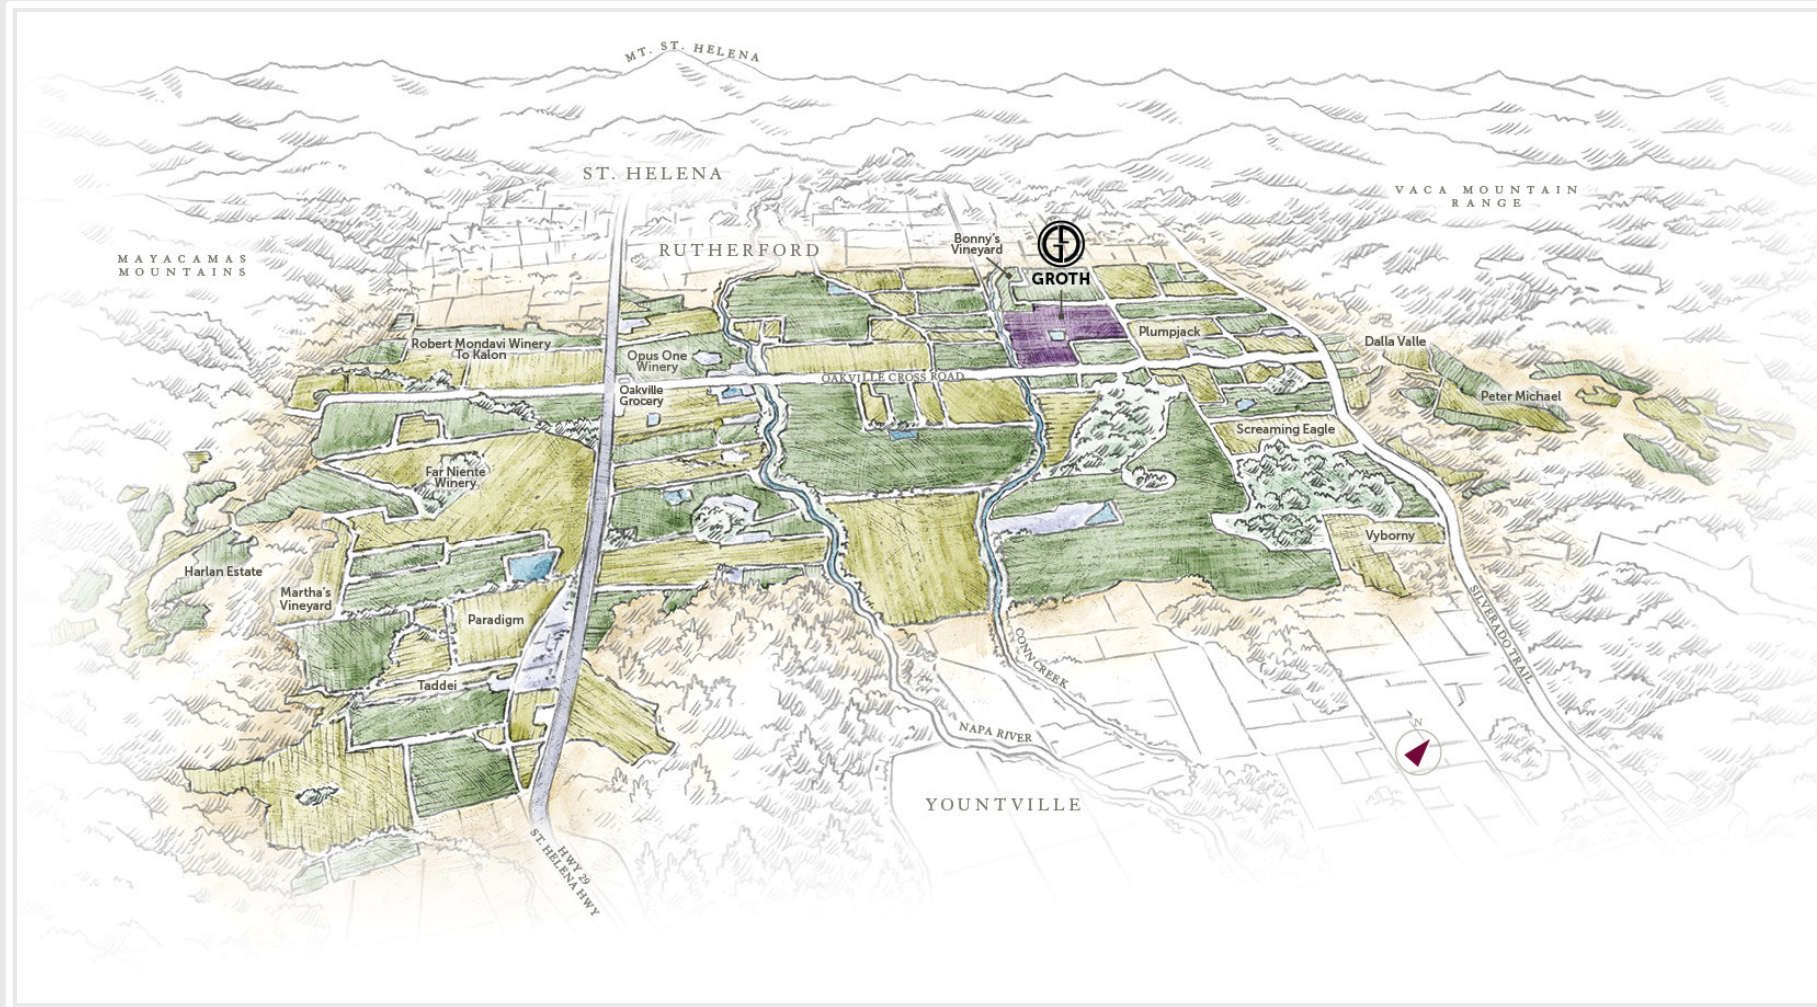 MT. ST. HELENA
ST. HELENA
VACA MOUNTAIN
RANGE
RUTHERFORD
Bonny's
Vineyard
MAYACAMAS
MOUNTAINS
GROTH
Robert Mondavi Winery
To Kalon
Opus One
Winery
Plumpjack
Dalla Valle
OAKVILLE CROSS ROAD
Oakville
Grocery
Peter Michael
Screaming Eagle
Far Niente
Winery
Vyborny
Harlan Estate
Martha's
Vineyard
Paradigm
SILVERADO TRAIL
CONN CREEK
Taddei
NAPA RIVER
N
YOUNTVILLE
HWY 29
ST. HELENA HWY